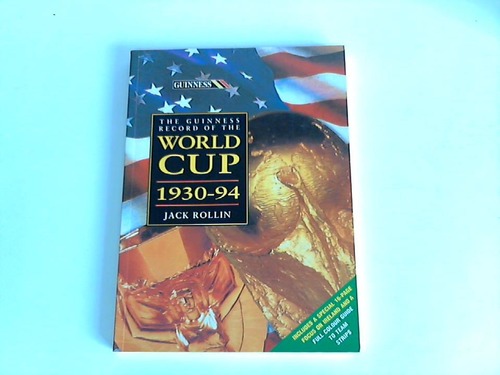 GUINNESS
THE GUINNESS
RECORD OF THE
WORLD
CUP
1930-94
JACK ROLLIN
INCLUDES A SPECIAL 16-PAGE
FOCUS ON IRELAND AND A
FULL COLOUR GUIDE
TO TEAM
STRIPS